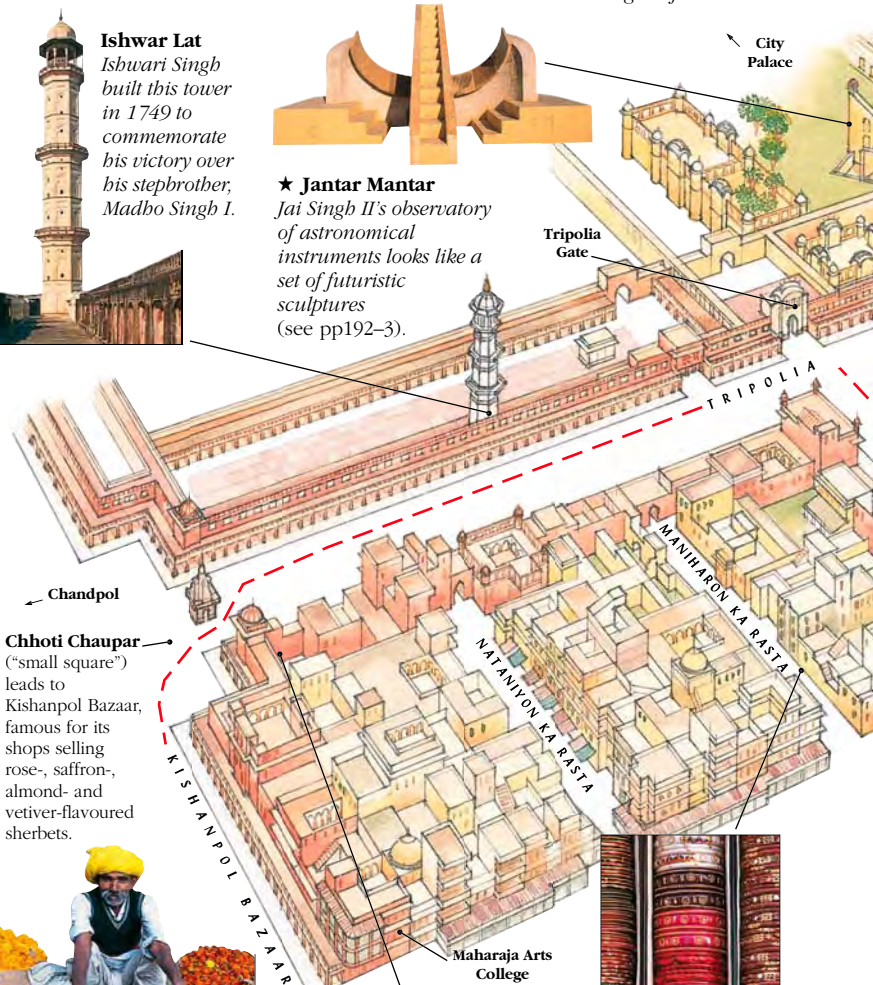 Ishwar Lat
Ishwari Singh
built this tower
in 1749 to
commemorate
his victory over
his stepbrother,
Madho Singh I.
★ Jantar Mantar
Jai Singh II's observatory
of astronomical
instruments looks like a
set of futuristic
sculptures
(see pp192–3).
City
Palace
Tripolia
Gate
TRIPOLIA
MANIHARON KA RASTA
NATANIYON KA RASTA
Chandpol
Chhoti Chaupar
("small square")
leads to
Kishanpol Bazaar,
famous for its
shops selling
rose-, saffron-,
almond- and
vetiver-flavoured
sherbets.
KISHANPOL BAZAAR
Maharaja Arts
College